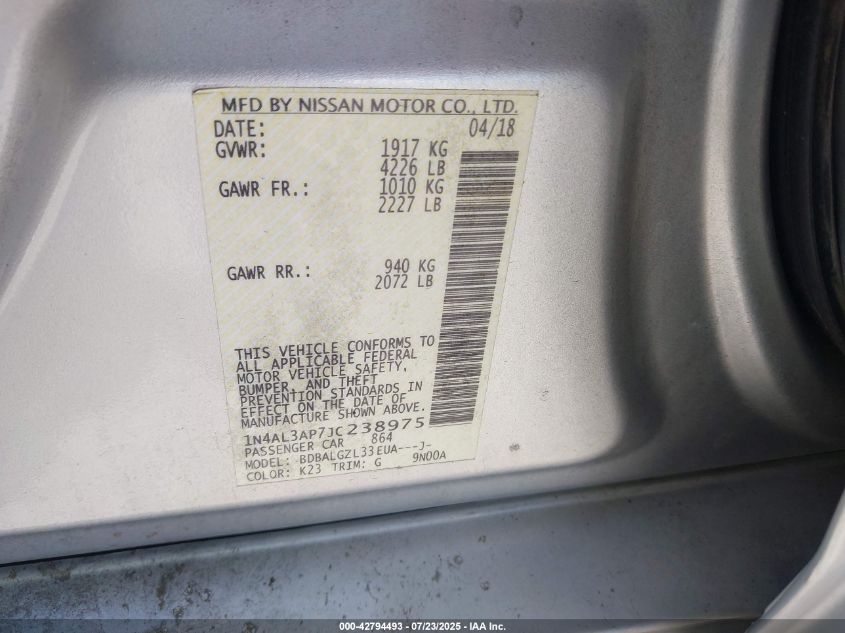 MFD BY NISSAN MOTOR CO., LTD.
DATE: 04/18
GVWR: 1917 KG
4226 LB
GAWR FR.: 1010 KG
2227 LB
GAWR RR.: 940 KG
2072 LB
THIS VEHICLE CONFORMS TO
ALL APPLICABLE FEDERAL
MOTOR VEHICLE SAFETY,
BUMPER, AND THEFT
PREVENTION STANDARDS IN
EFFECT ON THE DATE OF
MANUFACTURE SHOWN ABOVE.
1N4AL3AP7JC238975
PASSENGER CAR 864
MODEL: BDBALGZL33EUA---J-
COLOR: K23 TRIM: G 9N00A
000-42794493 - 07/23/2025 - IAA Inc.